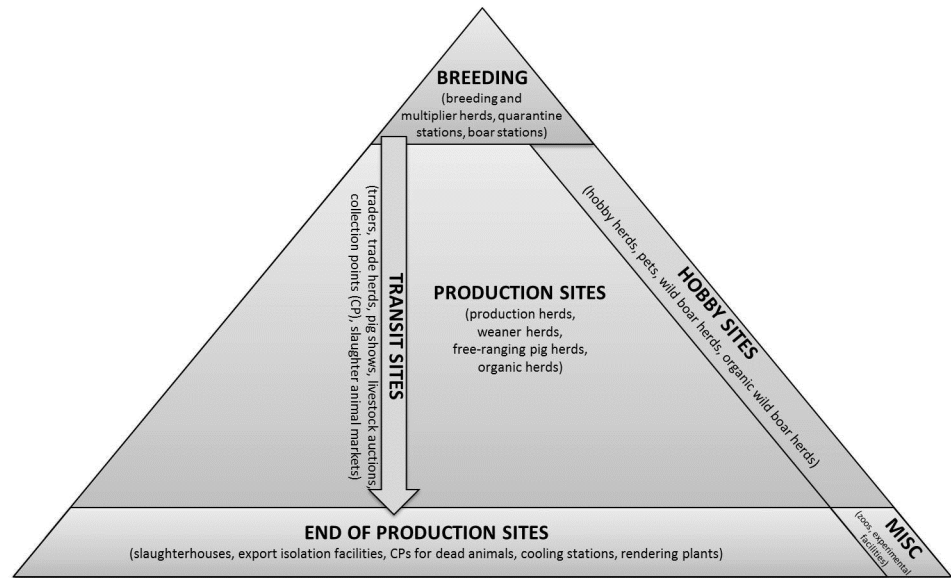 BREEDING
(breeding and
multiplier herds, quarantine
stations, boar stations)
TRANSIT SITES
(traders, trade herds, pig shows, livestock auctions,
collection points (CP), slaughter animal markets)
PRODUCTION SITES
(production herds,
weaner herds,
free-ranging pig herds,
organic herds)
HOBBY SITES
(hobby herds, pets, wild boar herds, organic wild boar herds)
END OF PRODUCTION SITES
(slaughterhouses, export isolation facilities, CPs for dead animals, cooling stations, rendering plants)
MISC
(zoos, experimental
facilities)